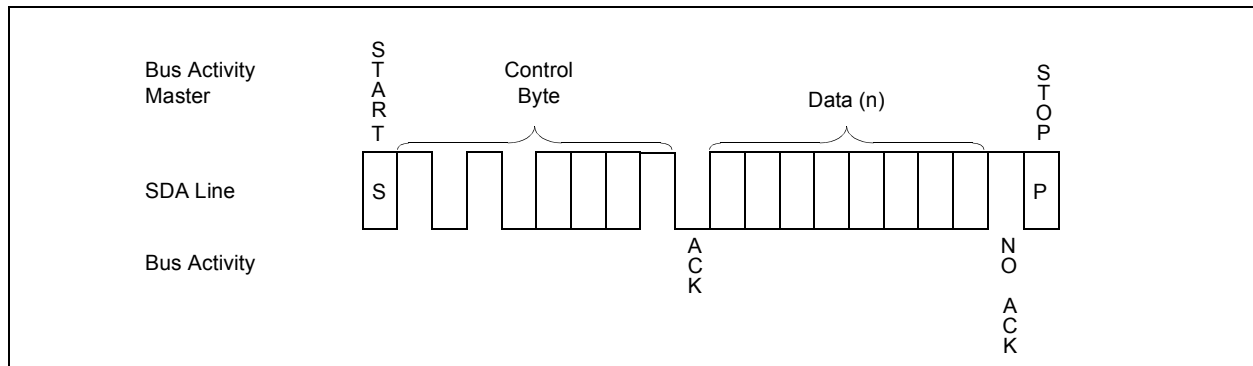 Bus Activity
Master
START
Control
Byte
Data (n)
STOP
SDA Line
S
P
Bus Activity
ACK
NO ACK